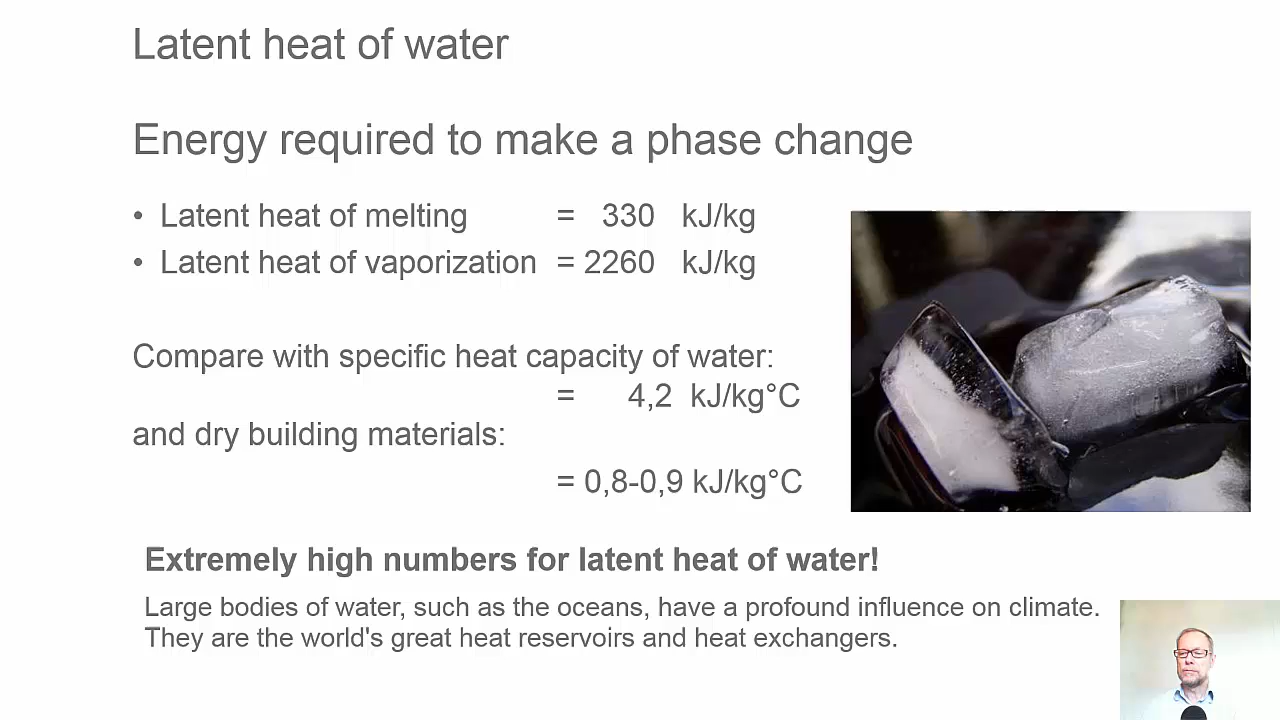 Latent heat of water
Energy required to make a phase change
• Latent heat of melting = 330 kJ/kg
• Latent heat of vaporization = 2260 kJ/kg
Compare with specific heat capacity of water:
= 4,2 kJ/kg°C
and dry building materials:
= 0,8-0,9 kJ/kg°C
Extremely high numbers for latent heat of water!
Large bodies of water, such as the oceans, have a profound influence on climate.
They are the world's great heat reservoirs and heat exchangers.